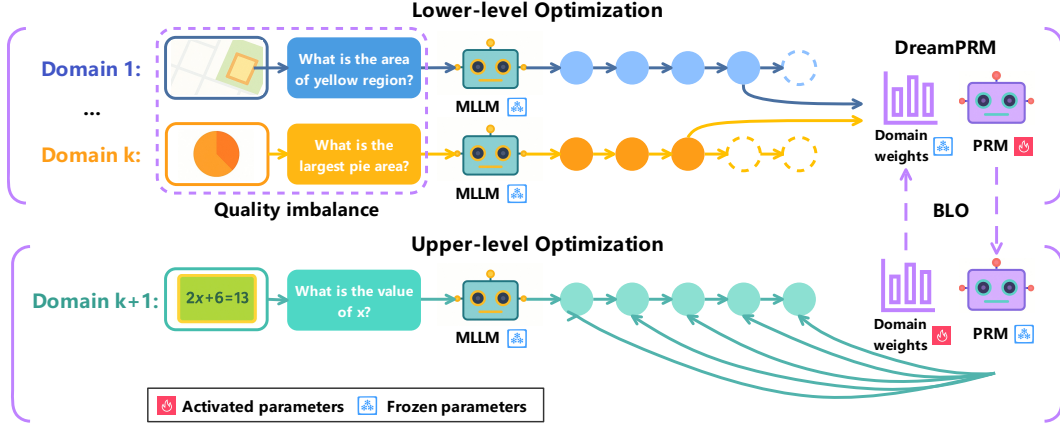 Lower-level Optimization
Domain 1:
What is the area
of yellow region?
MLLM
DreamPRM
...
Domain k:
What is the
largest pie area?
MLLM
Domain
weights
PRM
Quality imbalance
BLO
Upper-level Optimization
Domain k+1:
2x+6=13
What is the value
of x?
MLLM
Domain
weights
PRM
Activated parameters
Frozen parameters